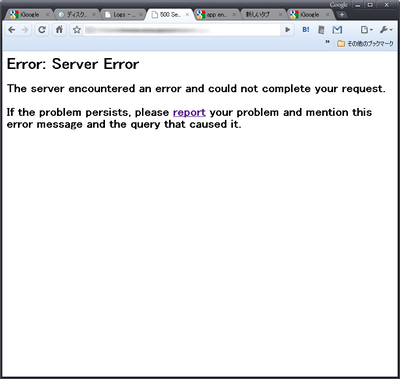 Google
iGoogle
ディスク...
Logs - ...
500 Se...
app en...
新しいタブ
iGoogle
B!
その他のブックマーク
Error: Server Error
The server encountered an error and could not complete your request.
If the problem persists, please report your problem and mention this
error message and the query that caused it.